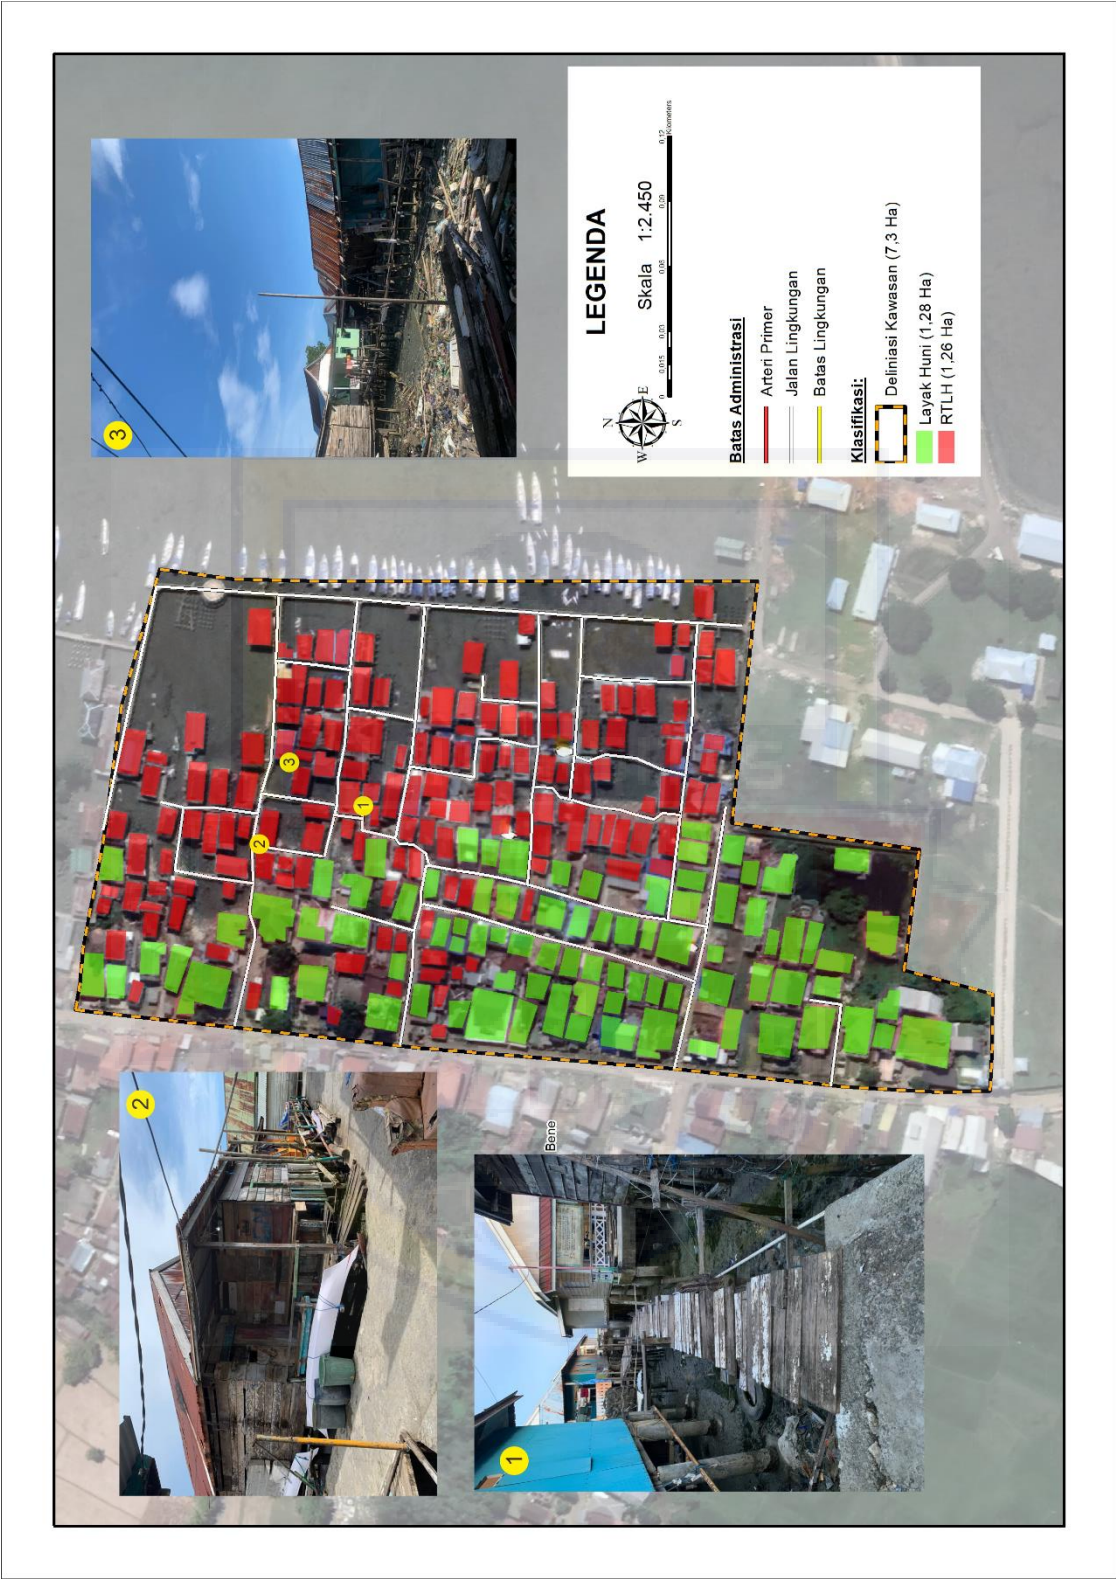 LEGENDA
Skala 1:2.450
N
W
E
S
0 0,015 0,03 0,06 0,09 0,12
Kilometers
Batas Administrasi
Arteri Primer
Jalan Lingkungan
Batas Lingkungan
Klasifikasi:
Deliniasi Kawasan (7,3 Ha)
Layak Huni (1,28 Ha)
RTLH (1,26 Ha)
3
3
1
2
2
Bene
1